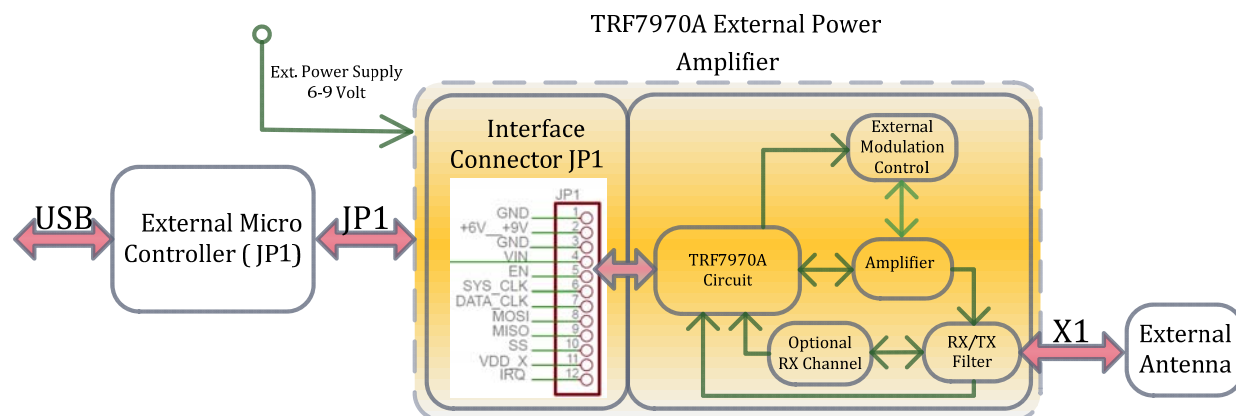 TRF7970A External Power
Amplifier
Ext. Power Supply
6-9 Volt
Interface
Connector JP1
JP1
GND 1
+6V__+9V 2
GND 3
VIN 4
EN 5
SYS_CLK 6
DATA_CLK 7
MOSI 8
MISO 9
SS 10
VDD_X 11
IRQ 12
External
Modulation
Control
USB
External Micro
Controller ( JP1)
JP1
TRF7970A
Circuit
Amplifier
Optional
RX Channel
RX/TX
Filter
X1
External
Antenna